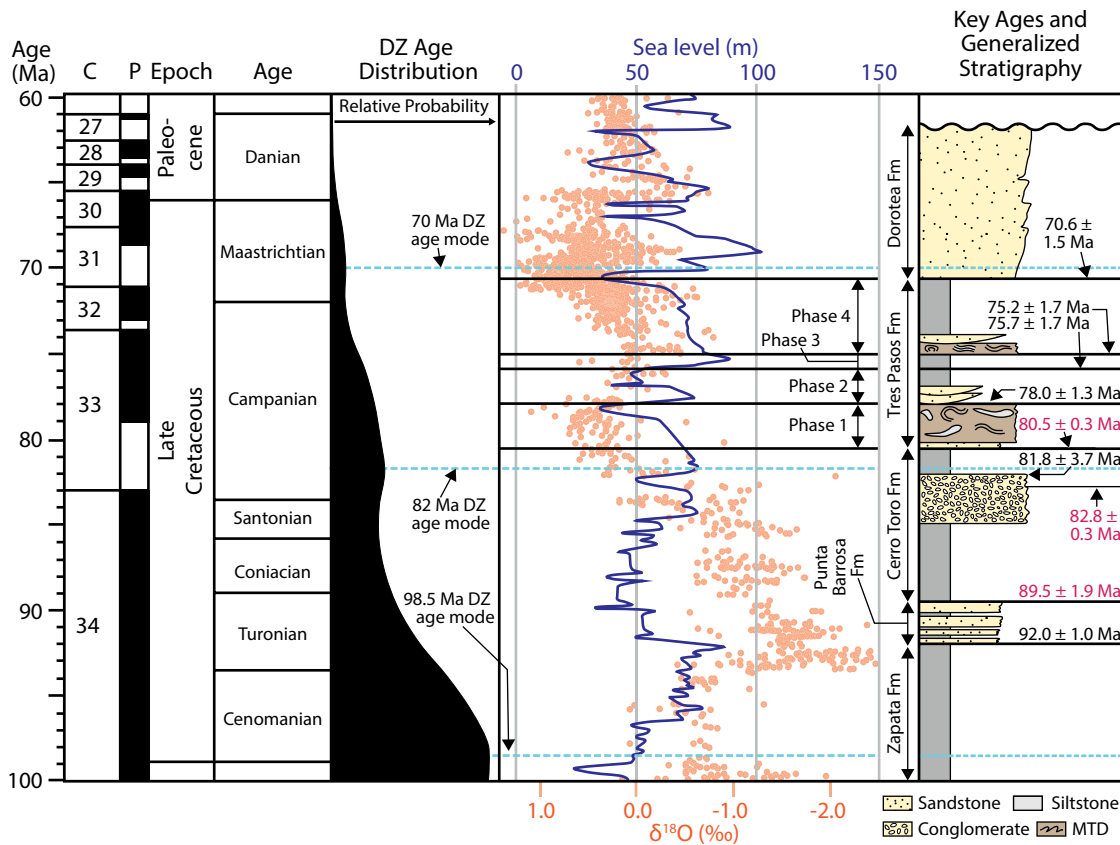 Age
(Ma)
C
P
Epoch
Age
DZ Age
Distribution
Sea level (m)
0
50
100
150
Key Ages and
Generalized
Stratigraphy
60
70
80
90
100
27
28
29
30
31
32
33
34
Paleo-
cene
Late
Cretaceous
Danian
Maastrichtian
Campanian
Santonian
Coniacian
Turonian
Cenomanian
Relative Probability
70 Ma DZ
age mode
82 Ma DZ
age mode
98.5 Ma DZ
age mode
Phase 4
Phase 3
Phase 2
Phase 1
Punta
Barrosa
Fm
Dorotea Fm
Tres Pasos Fm
Cerro Toro Fm
Zapata Fm
70.6 ±
1.5 Ma
75.2 ± 1.7 Ma
75.7 ± 1.7 Ma
78.0 ± 1.3 Ma
80.5 ± 0.3 Ma
81.8 ± 3.7 Ma
82.8 ±
0.3 Ma
89.5 ± 1.9 Ma
92.0 ± 1.0 Ma
1.0
0.0
-1.0
-2.0
δ¹⁸O (‰)
Sandstone
Siltstone
Conglomerate
MTD